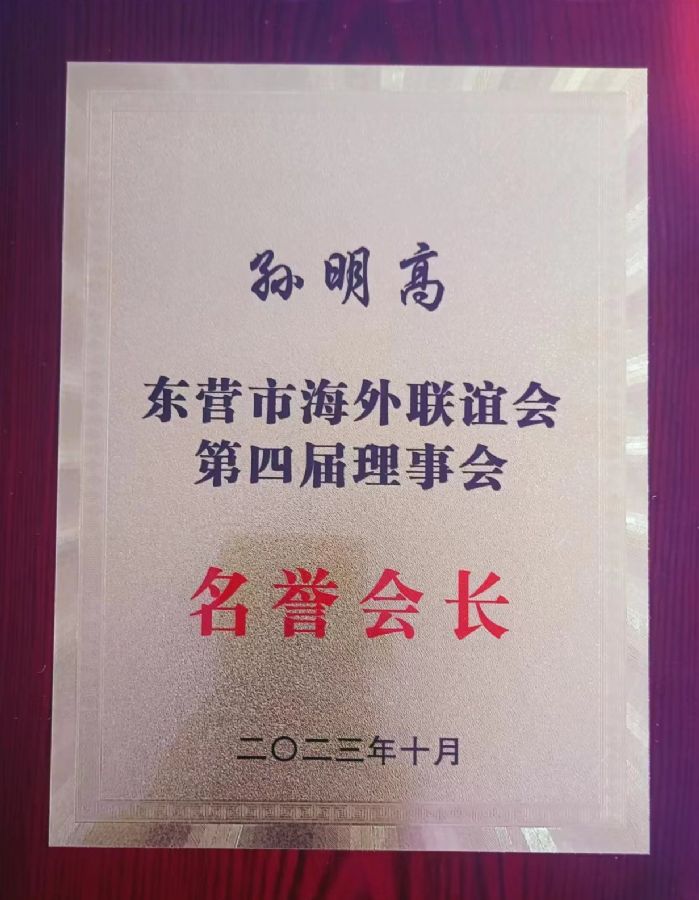 孙明高
东营市海外联谊会
第四届理事会
名誉会长
二〇二三年十月